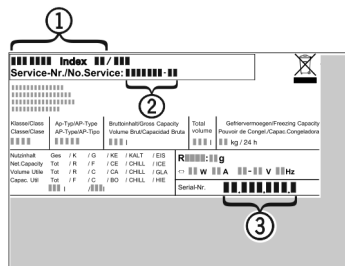 1
Index /
Service-Nr./No.Service: -
2
Klasse/Class Ap-Typ/AP-Type Bruttoinhalt/Gross Capacity Total Gefriervermoegen/Freezing Capacity
Classe/Clase AP-Type/AP-Tipo Volume Brut/Capacidad Bruta volume Pouvoir de Congel./Capac.Congeladora
l l kg / 24 h
Nutzinhalt Ges / K / G / KE / KALT / EIS
Net.Capacity Tot / R / F / CE / CHILL / ICE
Volume Utile Tot / R / C / CA / CHILL / GLA
Capac. Util Tot / F / C / BO / CHILL / HIE
l / l
R : g
W A - V Hz
Serial-Nr. . . .
3